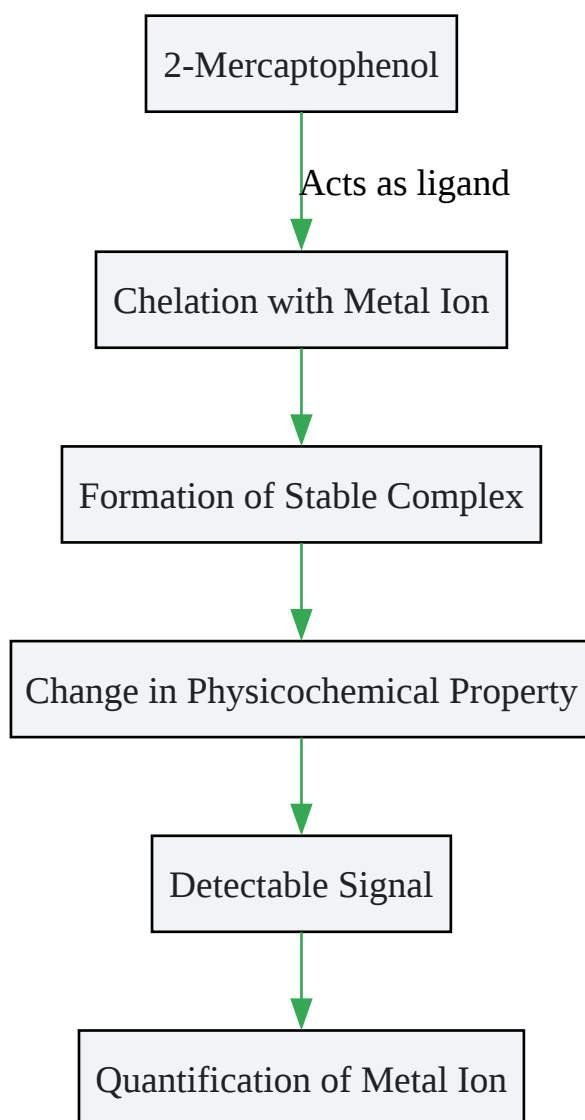 2-Mercaptophenol
Acts as ligand
Chelation with Metal Ion
Formation of Stable Complex
Change in Physicochemical Property
Detectable Signal
Quantification of Metal Ion